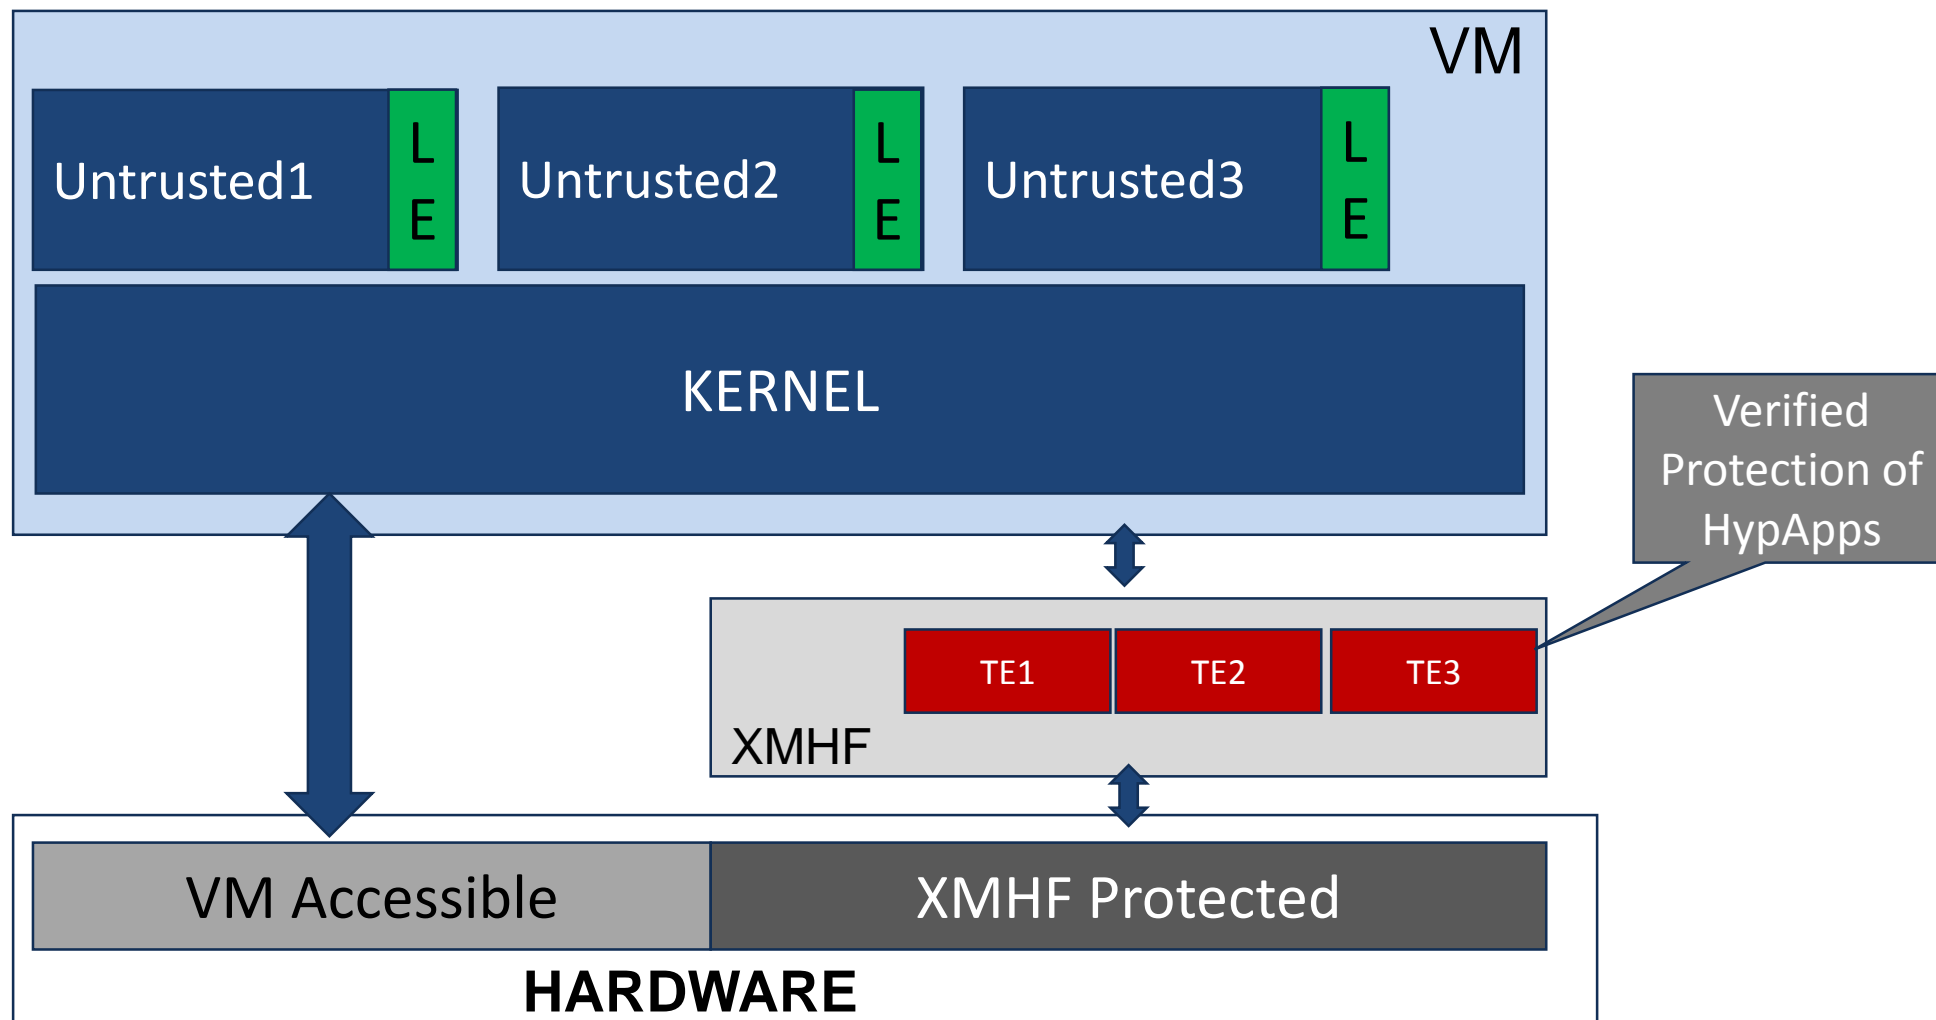 VM
Untrusted1
L
E
Untrusted2
L
E
Untrusted3
L
E
KERNEL
Verified
Protection of
HypApps
TE1
TE2
TE3
XMHF
VM Accessible
XMHF Protected
HARDWARE